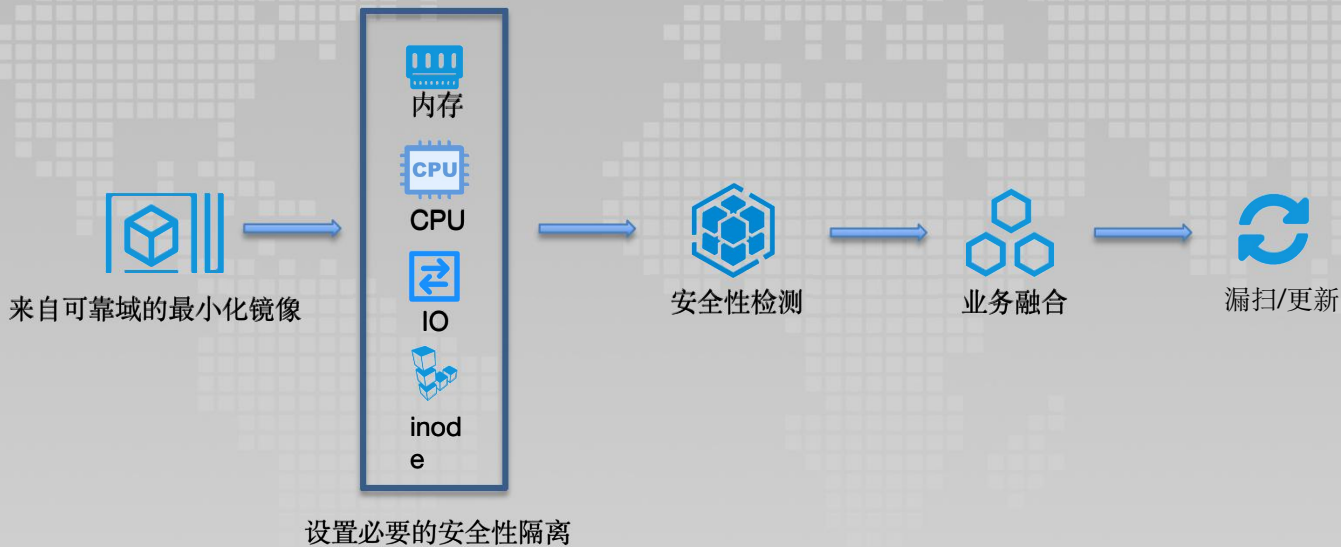 来自可靠域的最小化镜像
内存
CPU
CPU
IO
inod
e
设置必要的安全性隔离
安全性检测
业务融合
漏扫/更新